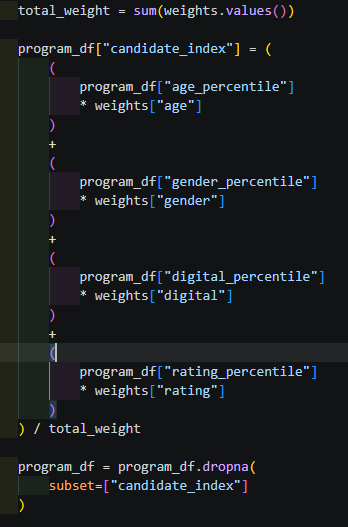 total_weight = sum(weights.values())
program_df["candidate_index"] = (
(
program_df["age_percentile"]
* weights["age"]
)
+
(
program_df["gender_percentile"]
* weights["gender"]
)
+
(
program_df["digital_percentile"]
* weights["digital"]
)
+
(
program_df["rating_percentile"]
* weights["rating"]
)
) / total_weight
program_df = program_df.dropna(
subset=["candidate_index"]
)